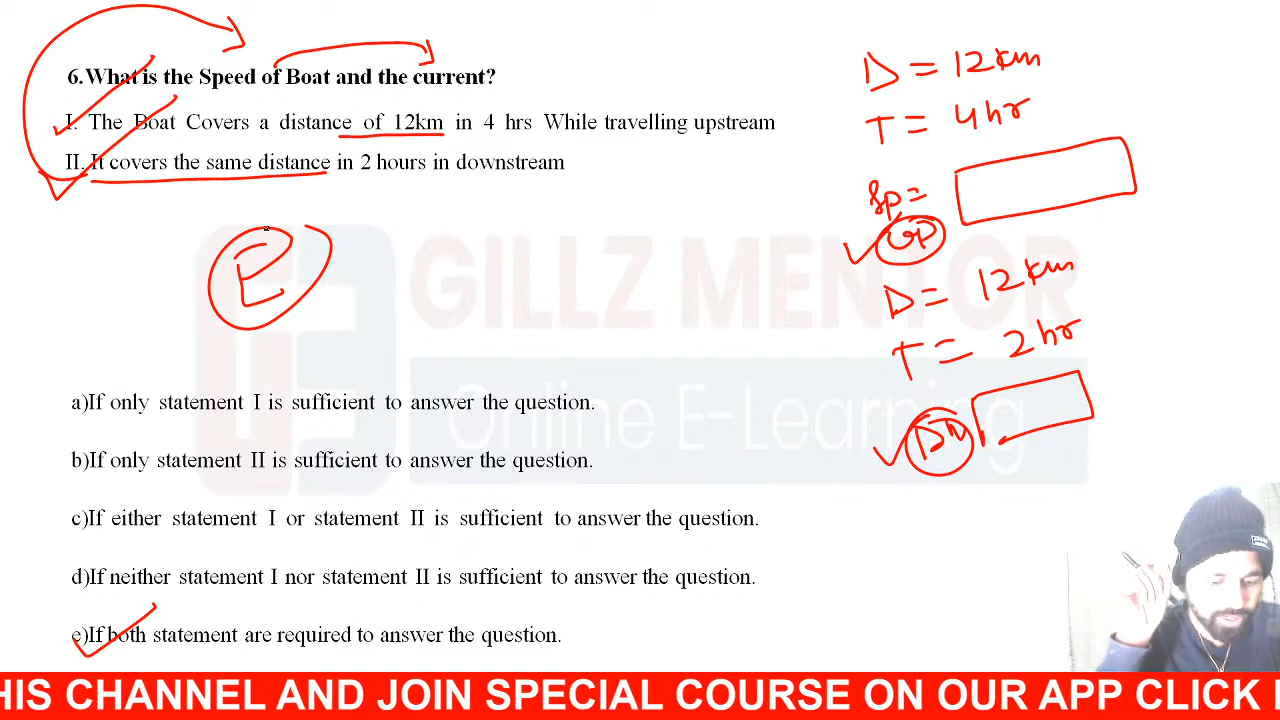 6.What is the Speed of Boat and the current?
I. The Boat Covers a distance of 12km in 4 hrs While travelling upstream
II. It covers the same distance in 2 hours in downstream
D = 12km
T = 4hr
Sp =
UP
D = 12km
T = 2hr
DN
E
GILLZ MENTOR
Online E-Learning
a)If only statement I is sufficient to answer the question.
b)If only statement II is sufficient to answer the question.
c)If either statement I or statement II is sufficient to answer the question.
d)If neither statement I nor statement II is sufficient to answer the question.
e)If both statement are required to answer the question.
HIS CHANNEL AND JOIN SPECIAL COURSE ON OUR APP CLICK